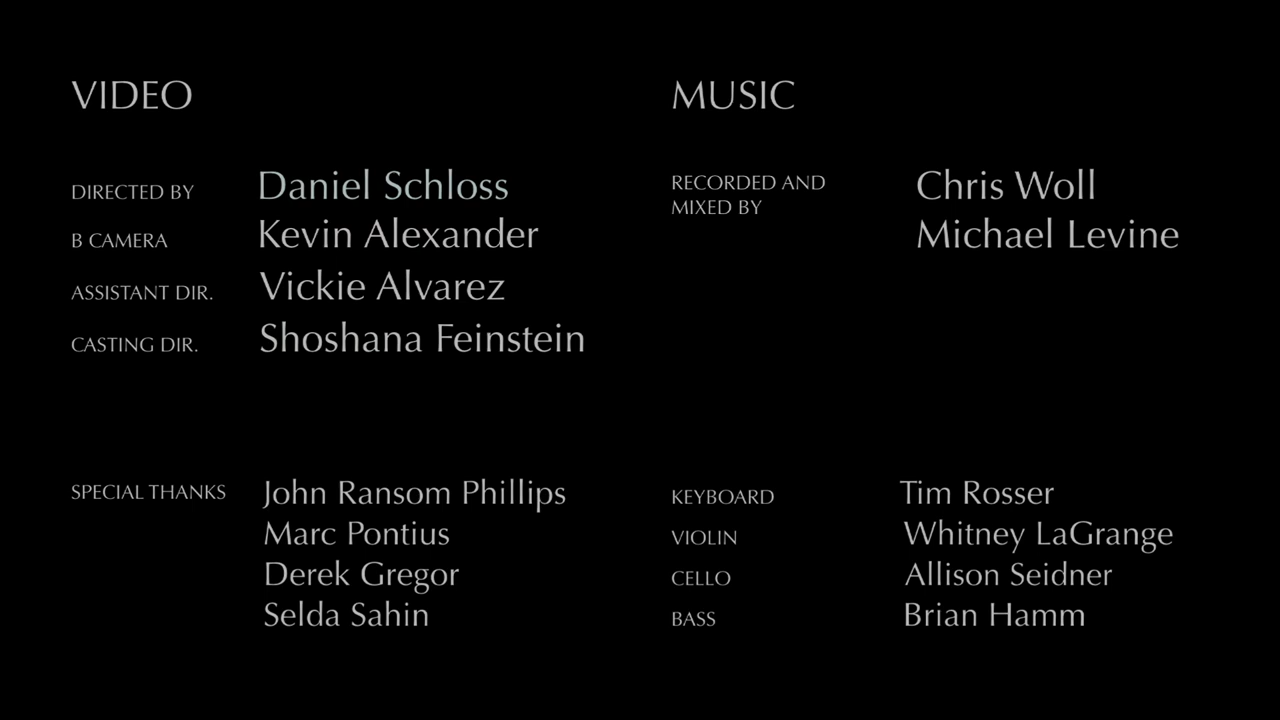 VIDEO
DIRECTED BY Daniel Schloss
B CAMERA Kevin Alexander
ASSISTANT DIR. Vickie Alvarez
CASTING DIR. Shoshana Feinstein
SPECIAL THANKS John Ransom Phillips
Marc Pontius
Derek Gregor
Selda Sahin
MUSIC
RECORDED AND Chris Woll
MIXED BY Michael Levine
KEYBOARD Tim Rosser
VIOLIN Whitney LaGrange
CELLO Allison Seidner
BASS Brian Hamm